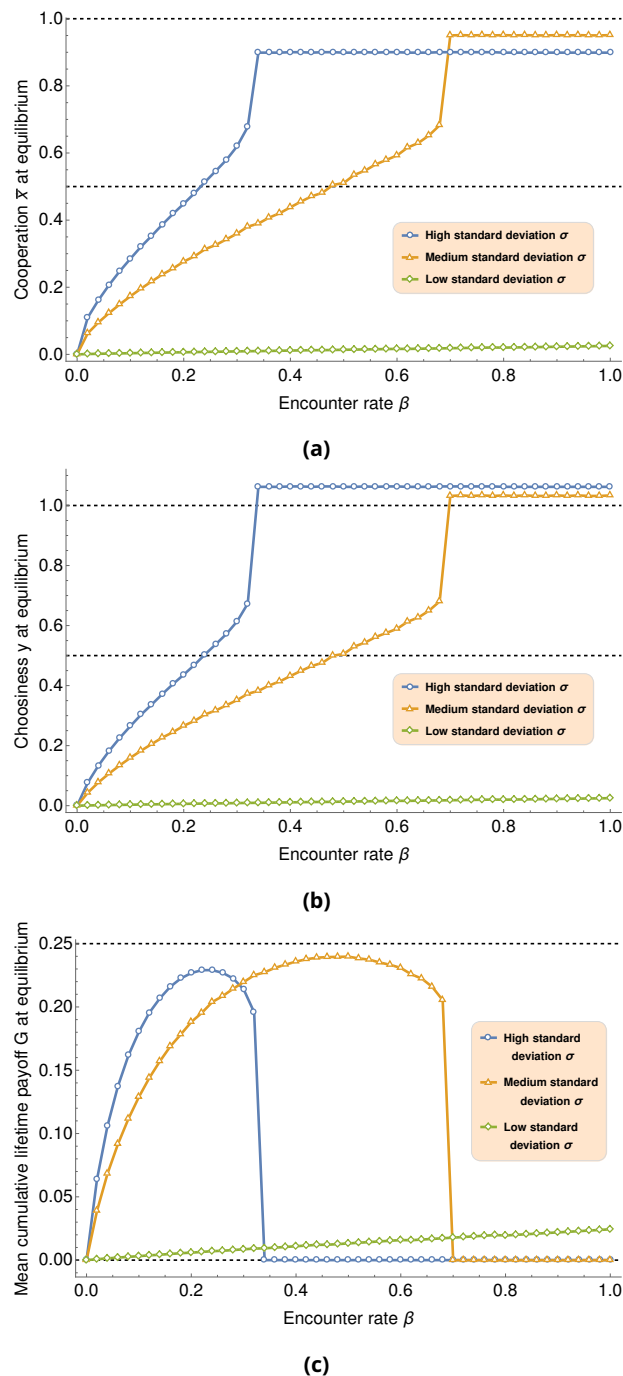 Cooperation x̅ at equilibrium
1.0
0.8
0.6
0.4
0.2
0.0
High standard deviation σ
Medium standard deviation σ
Low standard deviation σ
0.0 0.2 0.4 0.6 0.8 1.0
Encounter rate β
(a)
Choosiness y at equilibrium
1.0
0.8
0.6
0.4
0.2
0.0
High standard deviation σ
Medium standard deviation σ
Low standard deviation σ
0.0 0.2 0.4 0.6 0.8 1.0
Encounter rate β
(b)
Mean cumulative lifetime payoff G at equilibrium
0.25
0.20
0.15
0.10
0.05
0.00
High standard
deviation σ
Medium standard
deviation σ
Low standard
deviation σ
0.0 0.2 0.4 0.6 0.8 1.0
Encounter rate β
(c)